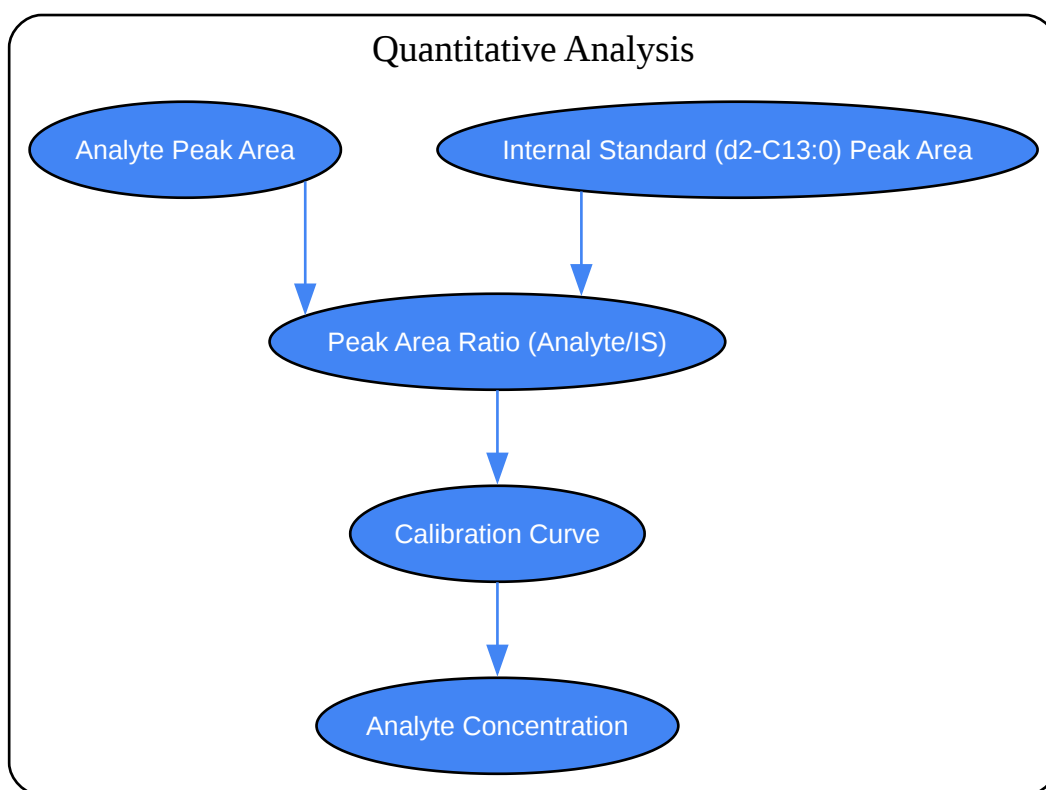 Quantitative Analysis
Analyte Peak Area
Internal Standard (d2-C13:0) Peak Area
Peak Area Ratio (Analyte/IS)
Calibration Curve
Analyte Concentration